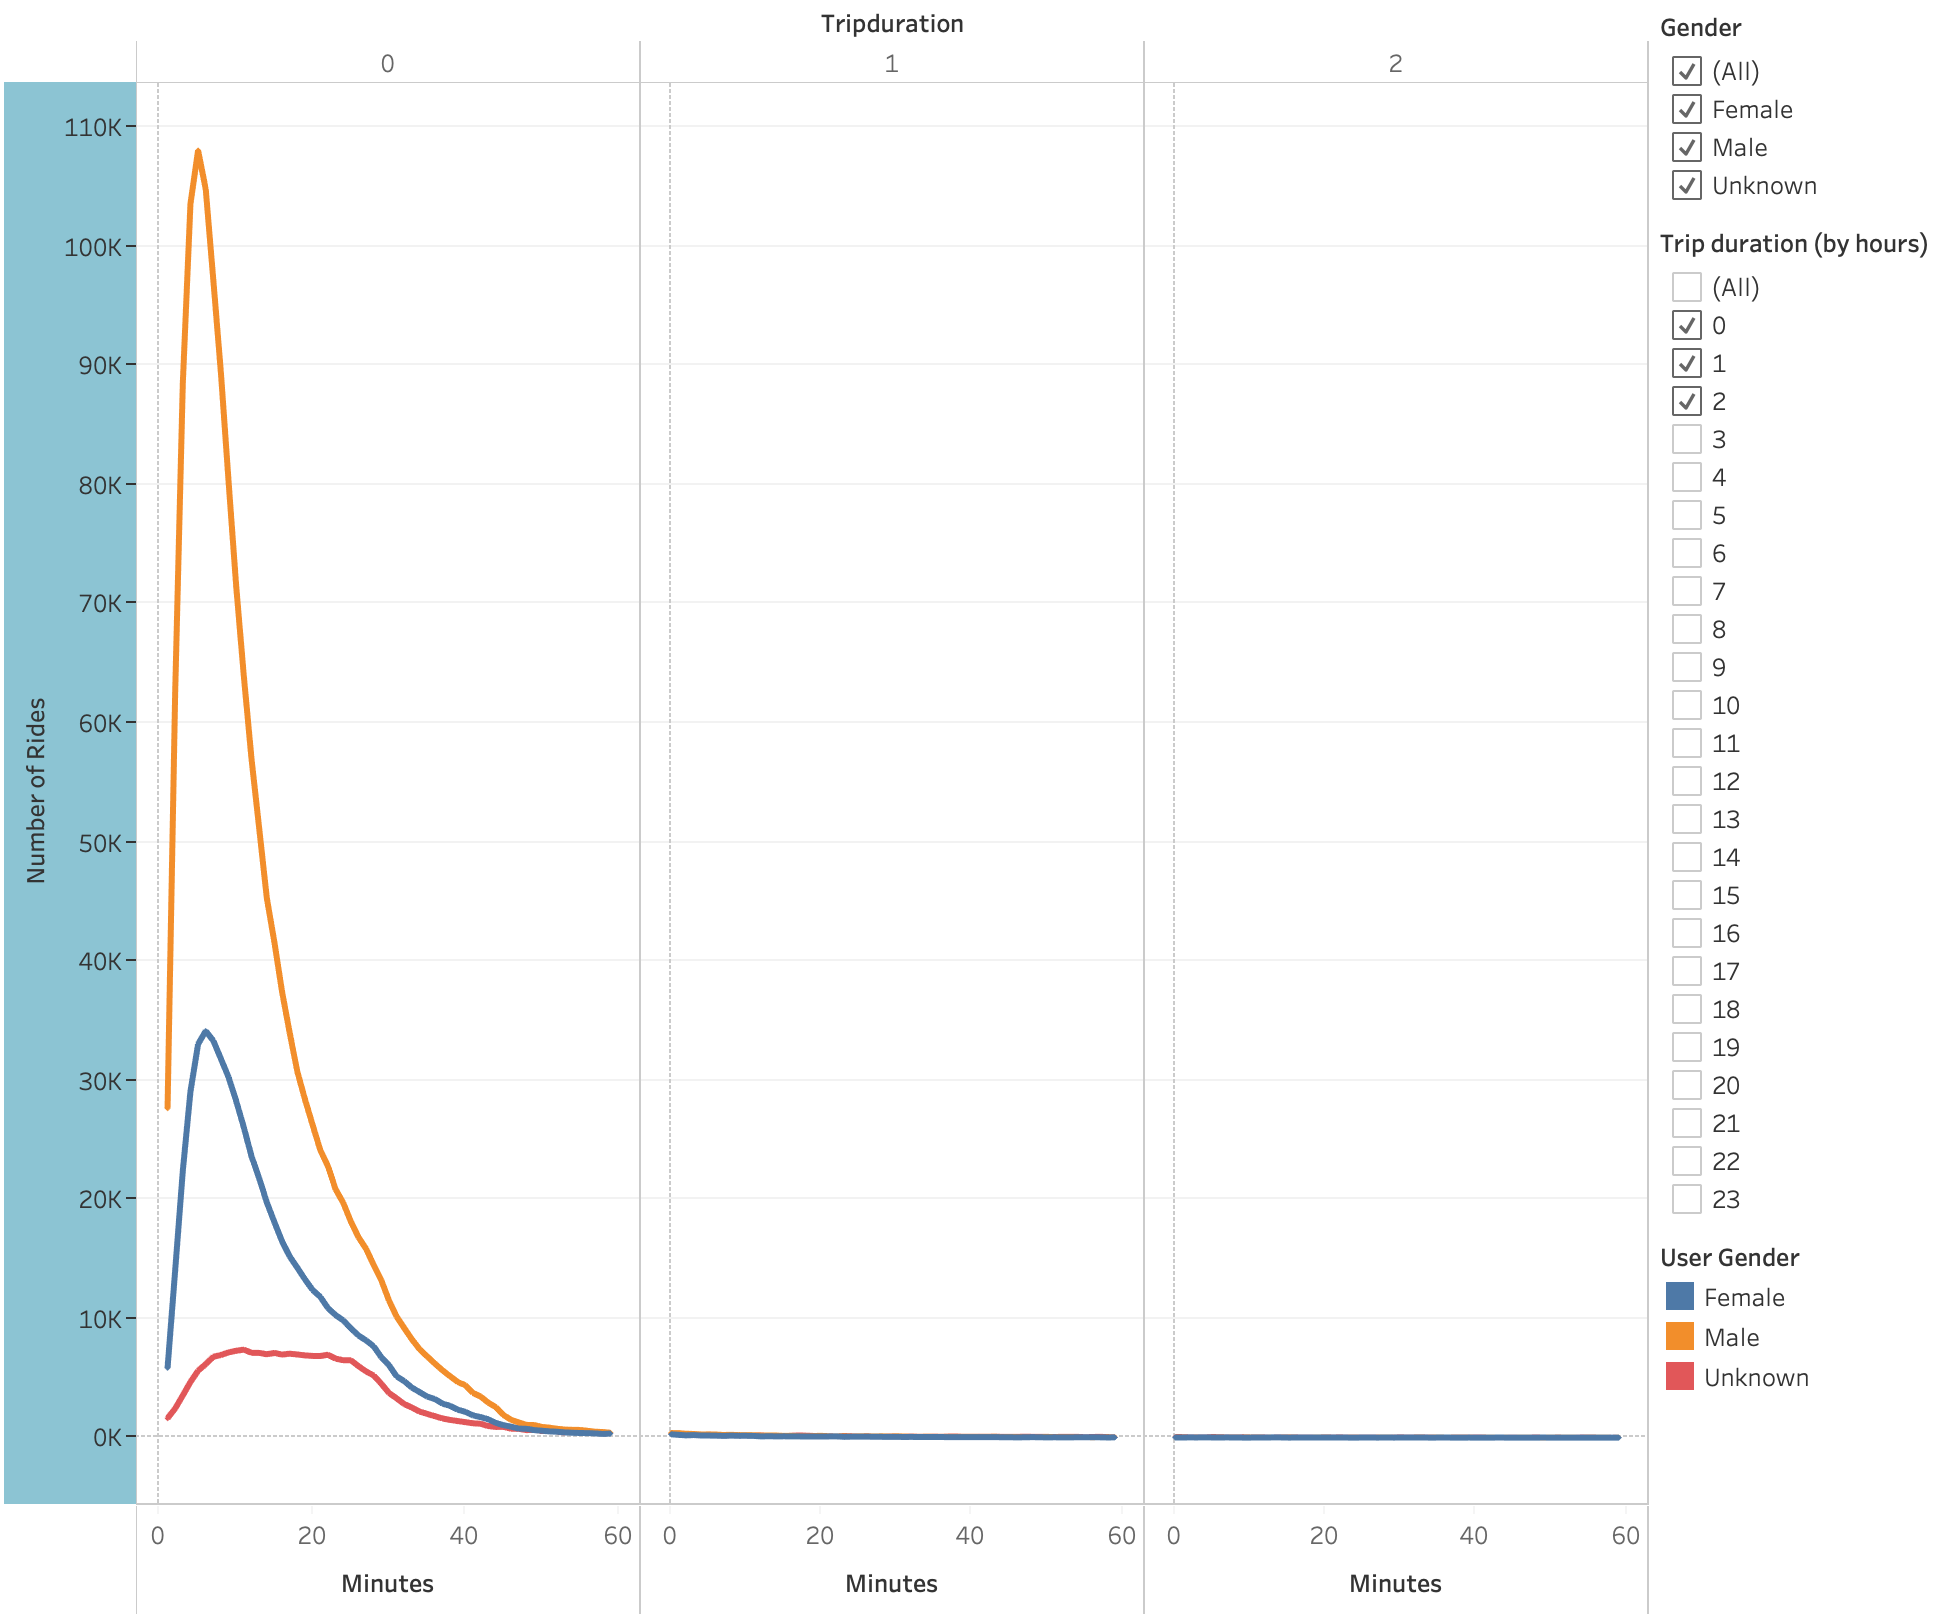 Tripduration
0 1 2
110K
100K
90K
80K
70K
60K
50K
40K
30K
20K
10K
0K
Number of Rides
0 20 40 60 0 20 40 60 0 20 40 60
Minutes Minutes Minutes
Gender
(All)
Female
Male
Unknown
Trip duration (by hours)
(All)
0
1
2
3
4
5
6
7
8
9
10
11
12
13
14
15
16
17
18
19
20
21
22
23
User Gender
Female
Male
Unknown